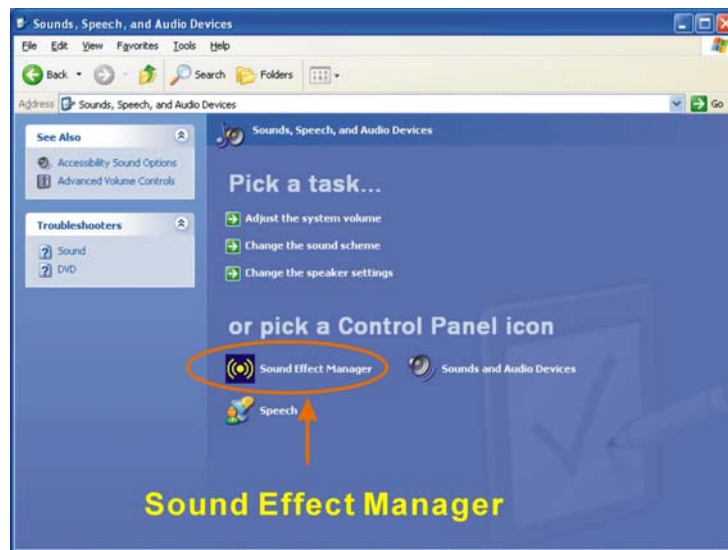 Sounds, Speech, and Audio Devices
File Edit View Favorites Tools Help
Back Search Folders
Address Sounds, Speech, and Audio Devices Go
See Also
Accessibility Sound Options
Advanced Volume Controls
Troubleshooters
Sound
DVD
Sounds, Speech, and Audio Devices
Pick a task...
Adjust the system volume
Change the sound scheme
Change the speaker settings
or pick a Control Panel icon
Sound Effect Manager Sounds and Audio Devices
Speech
Sound Effect Manager